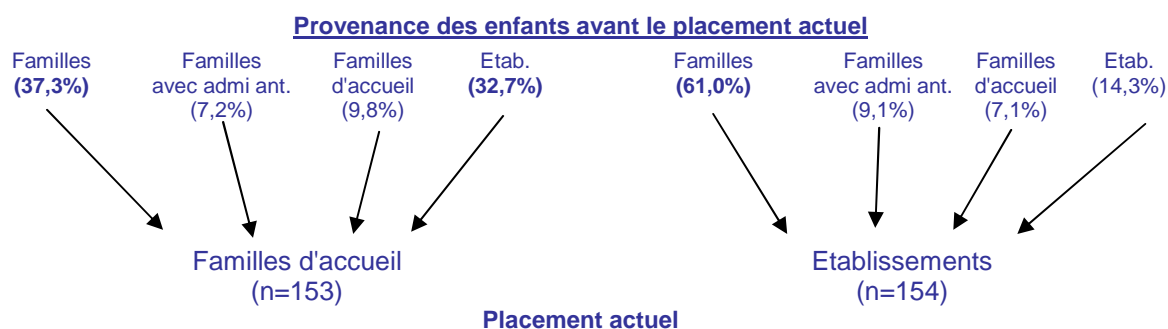 Provenance des enfants avant le placement actuel
Familles
(37,3%)
Familles
avec admi ant.
(7,2%)
Familles
d'accueil
(9,8%)
Etab.
(32,7%)
Familles
(61,0%)
Familles
avec admi ant.
(9,1%)
Familles
d'accueil
(7,1%)
Etab.
(14,3%)
Familles d'accueil
(n=153)
Etablissements
(n=154)
Placement actuel